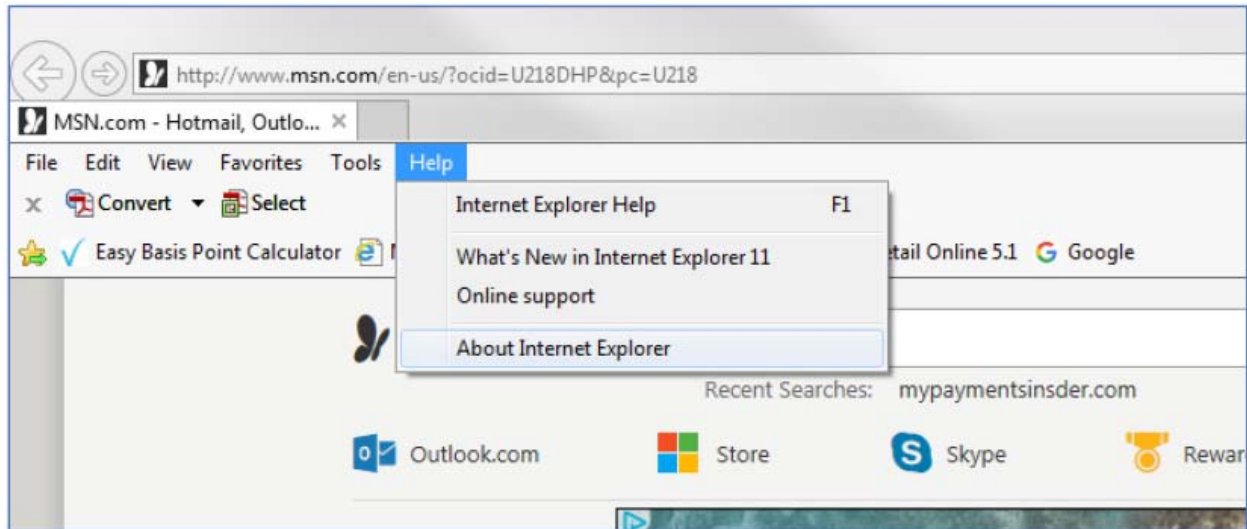 http://www.msn.com/en-us/?ocid=U218DHP&pc=U218
MSN.com - Hotmail, Outlo...
File Edit View Favorites Tools Help
Convert Select
Internet Explorer Help F1
Easy Basis Point Calculator What's New in Internet Explorer 11 Online 5.1 Google
Online support
About Internet Explorer
Recent Searches: mypaymentsinsder.com
Outlook.com Store Skype